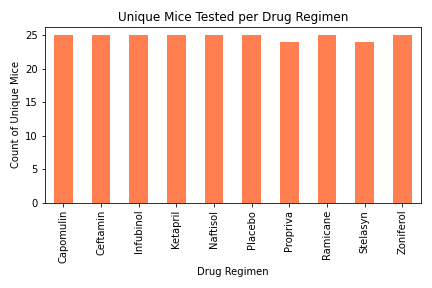 Unique Mice Tested per Drug Regimen
Count of Unique Mice
25
20
15
10
5
0
Capomulin
Ceftamin
Infubinol
Ketapril
Naftisol
Placebo
Propriva
Ramicane
Stelasyn
Zoniferol
Drug Regimen